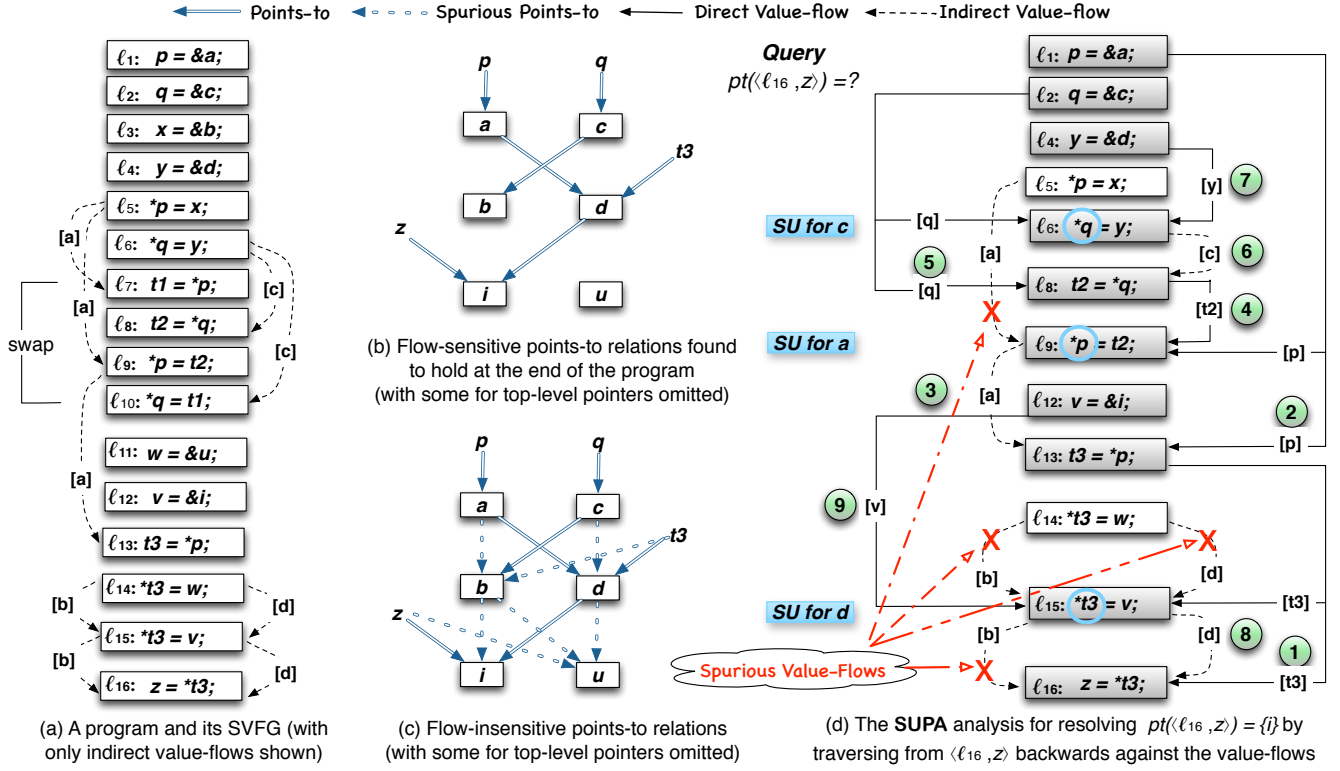 Points-to
Spurious Points-to
Direct Value-flow
Indirect Value-flow
ℓ1: p = &a;
ℓ2: q = &c;
ℓ3: x = &b;
ℓ4: y = &d;
ℓ5: *p = x;
ℓ6: *q = y;
[a]
ℓ7: t1 = *p;
[c]
[a]
ℓ8: t2 = *q;
swap
ℓ9: *p = t2;
[c]
ℓ10: *q = t1;
ℓ11: w = &u;
[a]
ℓ12: v = &i;
ℓ13: t3 = *p;
ℓ14: *t3 = w;
[b]
[d]
ℓ15: *t3 = v;
[b]
[d]
ℓ16: z = *t3;
(a) A program and its SVFG (with
only indirect value-flows shown)
p
q
a
c
t3
b
d
z
i
u
(b) Flow-sensitive points-to relations found
to hold at the end of the program
(with some for top-level pointers omitted)
p
q
a
c
t3
b
d
z
i
u
(c) Flow-insensitive points-to relations
(with some for top-level pointers omitted)
Query
pt(⟨ℓ16 ,z⟩) =?
ℓ1: p = &a;
ℓ2: q = &c;
ℓ4: y = &d;
ℓ5: *p = x;
[y]
7
SU for c
[q]
ℓ6: *q = y;
[a]
[c]
6
5
[q]
ℓ8: t2 = *q;
[t2]
4
X
SU for a
ℓ9: *p = t2;
[p]
3
[a]
ℓ12: v = &i;
2
[p]
ℓ13: t3 = *p;
9
[v]
ℓ14: *t3 = w;
X
X
[b]
[d]
SU for d
ℓ15: *t3 = v;
[t3]
[b]
[d]
8
1
Spurious Value-Flows
X
ℓ16: z = *t3;
[t3]
(d) The SUPA analysis for resolving pt(⟨ℓ16 ,z⟩) = {i} by
traversing from ⟨ℓ16 ,z⟩ backwards against the value-flows